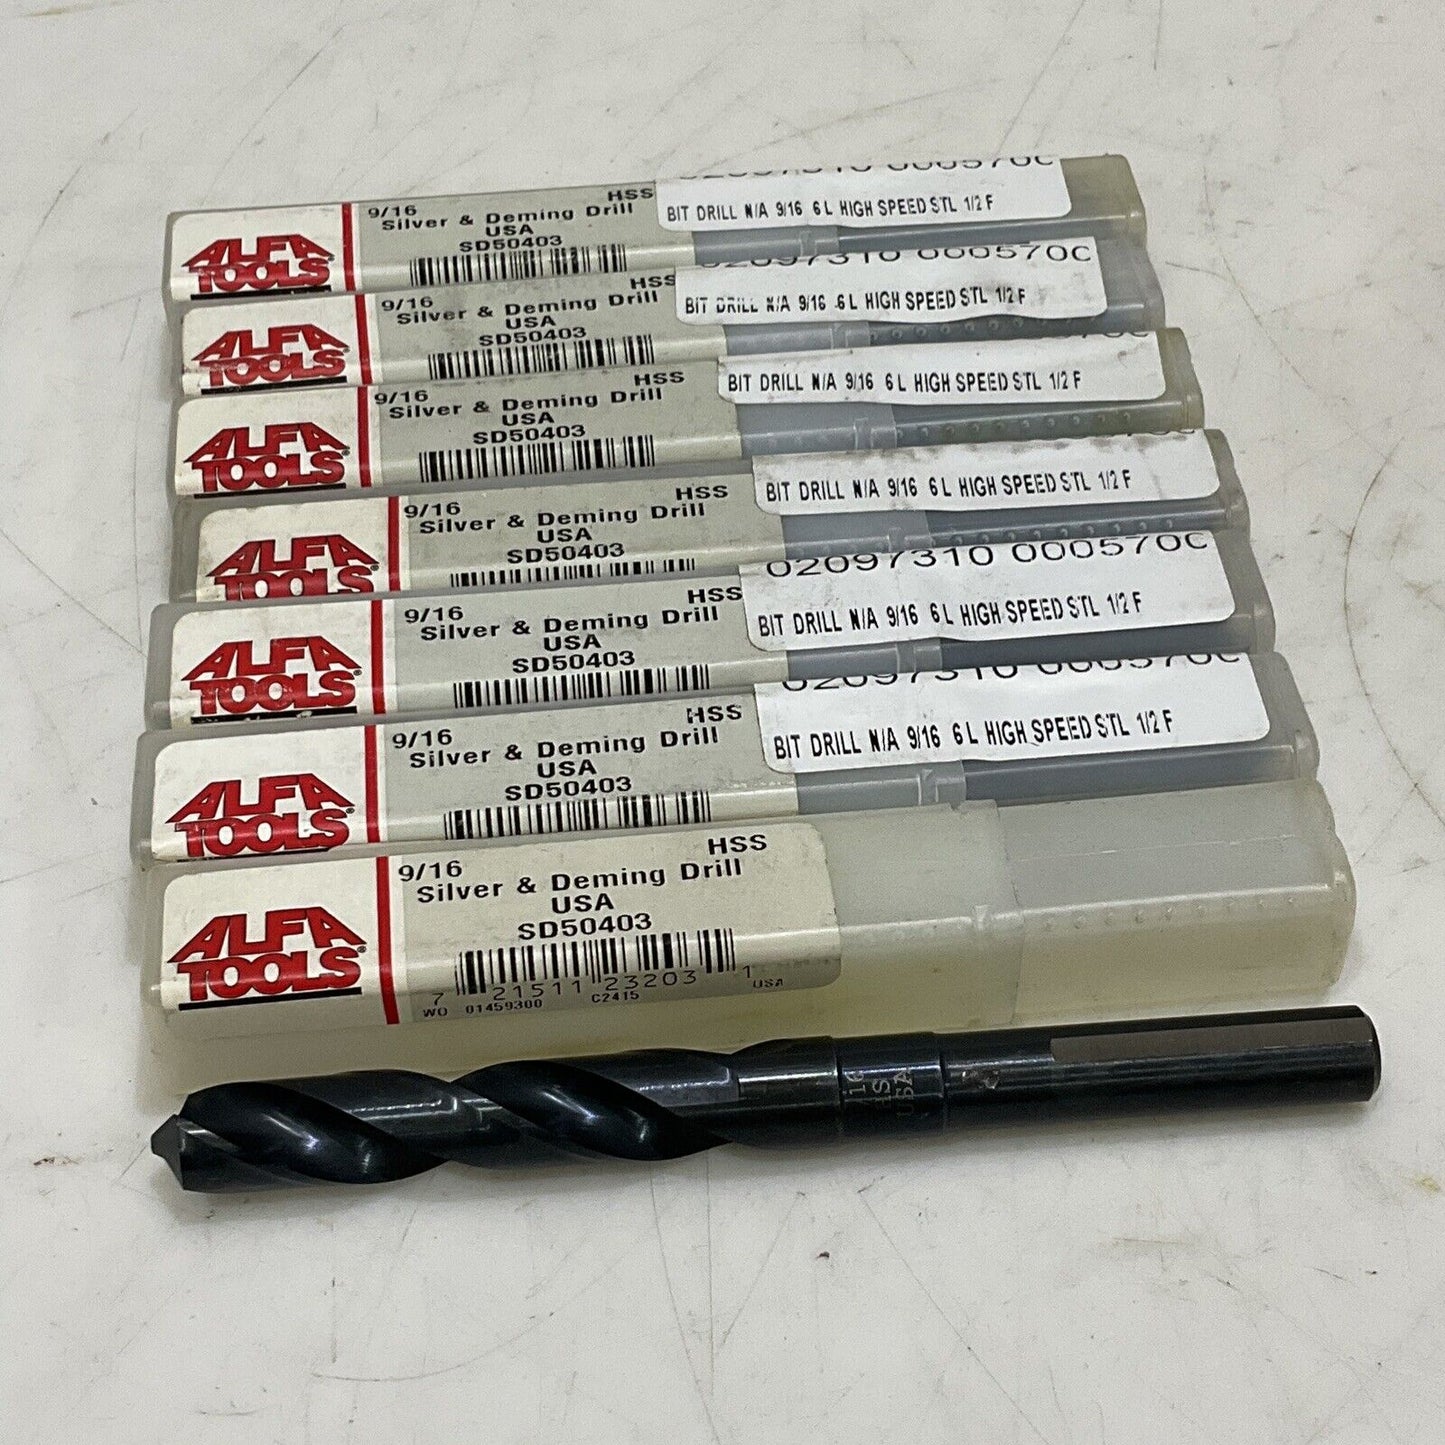 ALFA
TOOLS
9/16
HSS
Silver & Deming Drill
USA
SD50403
02097310 000570C
BIT DRILL N/A 9/16 6 L HIGH SPEED STL 1/2 F
ALFA
TOOLS
9/16
HSS
Silver & Deming Drill
USA
SD50403
02097310 000570C
BIT DRILL N/A 9/16 6 L HIGH SPEED STL 1/2 F
ALFA
TOOLS
9/16
HSS
Silver & Deming Drill
USA
SD50403
BIT DRILL N/A 9/16 6 L HIGH SPEED STL 1/2 F
ALFA
TOOLS
9/16
HSS
Silver & Deming Drill
USA
SD50403
BIT DRILL N/A 9/16 6 L HIGH SPEED STL 1/2 F
ALFA
TOOLS
9/16
HSS
Silver & Deming Drill
USA
SD50403
02097310 000570C
BIT DRILL N/A 9/16 6 L HIGH SPEED STL 1/2 F
ALFA
TOOLS
9/16
HSS
Silver & Deming Drill
USA
SD50403
02097310 000570C
BIT DRILL N/A 9/16 6 L HIGH SPEED STL 1/2 F
ALFA
TOOLS®
9/16
HSS
Silver & Deming Drill
USA
SD50403
7 21511 23203 1
WO 01459300 C2415 USA
USA